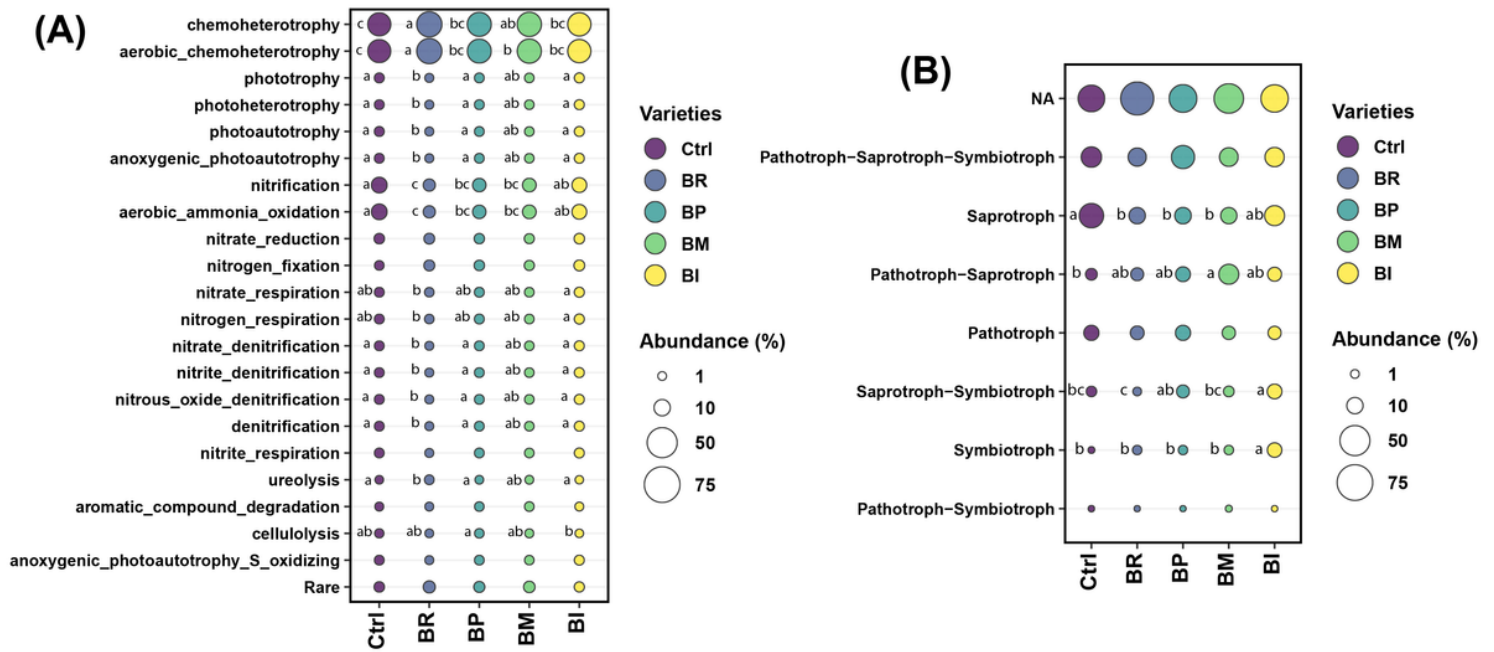 (A)
chemoheterotrophy c a bc ab bc
aerobic_chemoheterotrophy c a bc b bc
phototrophy a b a ab a
photoheterotrophy a b a ab a
photoautotrophy a b a ab a
anoxygenic_photoautotrophy a b a ab a
nitrification a c bc bc ab
aerobic_ammonia_oxidation a c bc bc ab
nitrate_reduction
nitrogen_fixation
nitrate_respiration ab b ab ab a
nitrogen_respiration ab b ab ab a
nitrate_denitrification a b a ab a
nitrite_denitrification a b a ab a
nitrous_oxide_denitrification a b a ab a
denitrification a b a ab a
nitrite_respiration
ureolysis a b a ab a
aromatic_compound_degradation
cellulolysis ab ab a ab b
anoxygenic_photoautotrophy_S_oxidizing
Rare
Ctrl BR BP BM BI
Varieties
Ctrl
BR
BP
BM
BI
Abundance (%)
1
10
50
75
(B)
NA
Pathotroph−Saprotroph−Symbiotroph
Saprotroph a b b b ab
Pathotroph−Saprotroph b ab ab a ab
Pathotroph
Saprotroph−Symbiotroph bc c ab bc a
Symbiotroph b b b b a
Pathotroph−Symbiotroph
Ctrl BR BP BM BI
Varieties
Ctrl
BR
BP
BM
BI
Abundance (%)
1
10
50
75